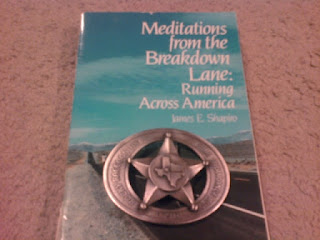 Meditations
from the
Breakdown
Lane:
Running
Across America
James E. Shapiro